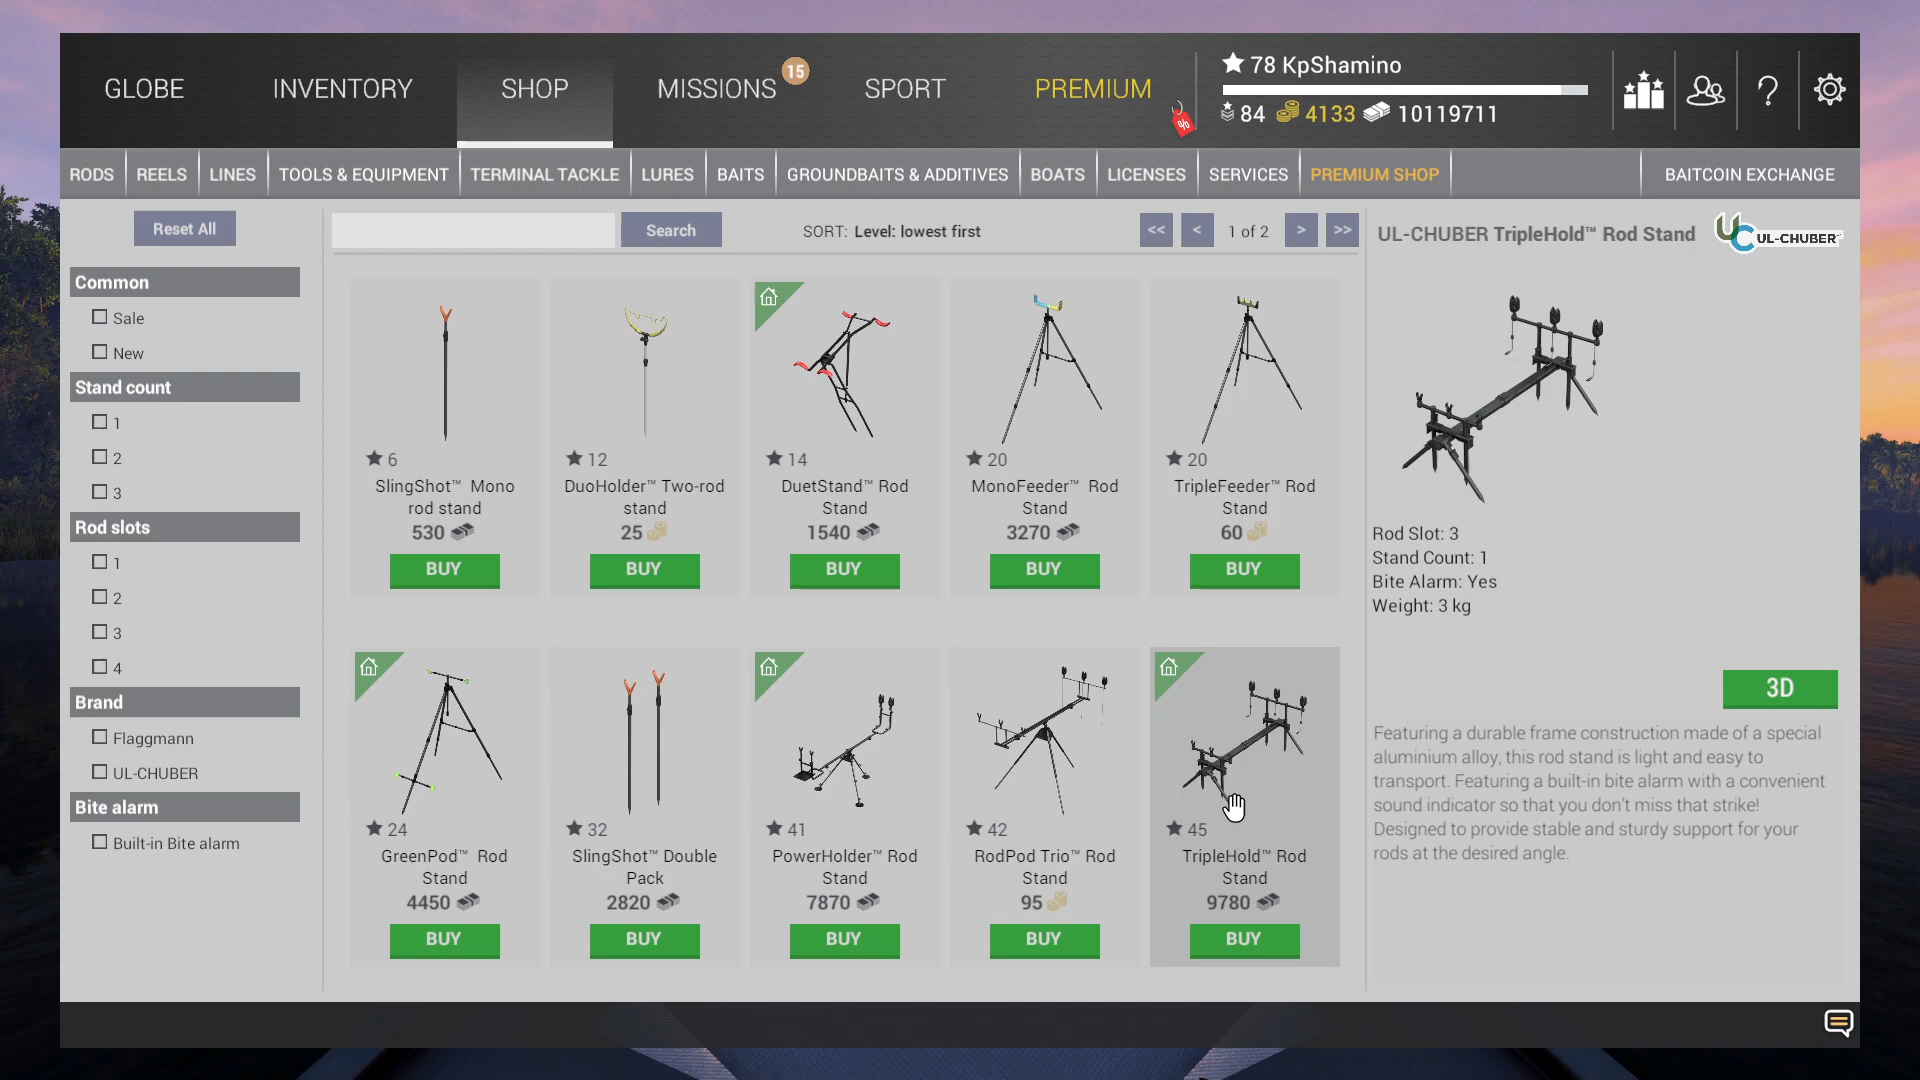 GLOBE
INVENTORY
SHOP
MISSIONS
15
SPORT
PREMIUM
%
78 KpShamino
84
4133
10119711
?
RODS
REELS
LINES
TOOLS & EQUIPMENT
TERMINAL TACKLE
LURES
BAITS
GROUNDBAITS & ADDITIVES
BOATS
LICENSES
SERVICES
PREMIUM SHOP
BAITCOIN EXCHANGE
Reset All
Common
Sale
New
Stand count
1
2
3
Rod slots
1
2
3
4
Brand
Flaggmann
UL-CHUBER
Bite alarm
Built-in Bite alarm
Search
SORT: Level: lowest first
<<
<
1 of 2
>
>>
6
SlingShot™ Mono
rod stand
530
BUY
12
DuoHolder™ Two-rod
stand
25
BUY
14
DuetStand™ Rod
Stand
1540
BUY
20
MonoFeeder™ Rod
Stand
3270
BUY
20
TripleFeeder™ Rod
Stand
60
BUY
24
GreenPod™ Rod
Stand
4450
BUY
32
SlingShot™ Double
Pack
2820
BUY
41
PowerHolder™ Rod
Stand
7870
BUY
42
RodPod Trio™ Rod
Stand
95
BUY
45
TripleHold™ Rod
Stand
9780
BUY
UL-CHUBER TripleHold™ Rod Stand
UC UL-CHUBER
Rod Slot: 3
Stand Count: 1
Bite Alarm: Yes
Weight: 3 kg
3D
Featuring a durable frame construction made of a special
aluminium alloy, this rod stand is light and easy to
transport. Featuring a built-in bite alarm with a convenient
sound indicator so that you don't miss that strike!
Designed to provide stable and sturdy support for your
rods at the desired angle.